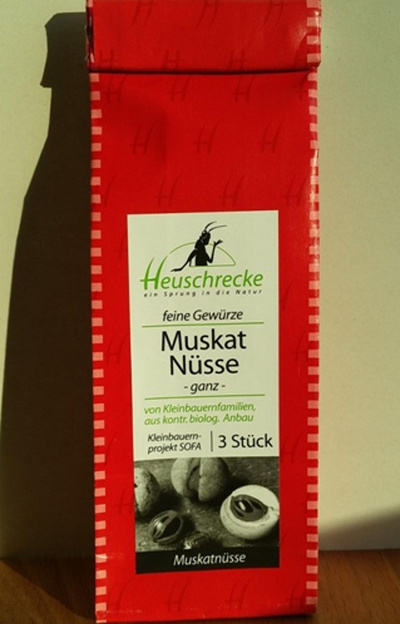 Heuschrecke
ein Sprung in die Natur
feine Gewürze
Muskat
Nüsse
- ganz -
von Kleinbauernfamilien,
aus kontr. biolog. Anbau
Kleinbauern-
projekt SOFA
3 Stück
Muskatnüsse